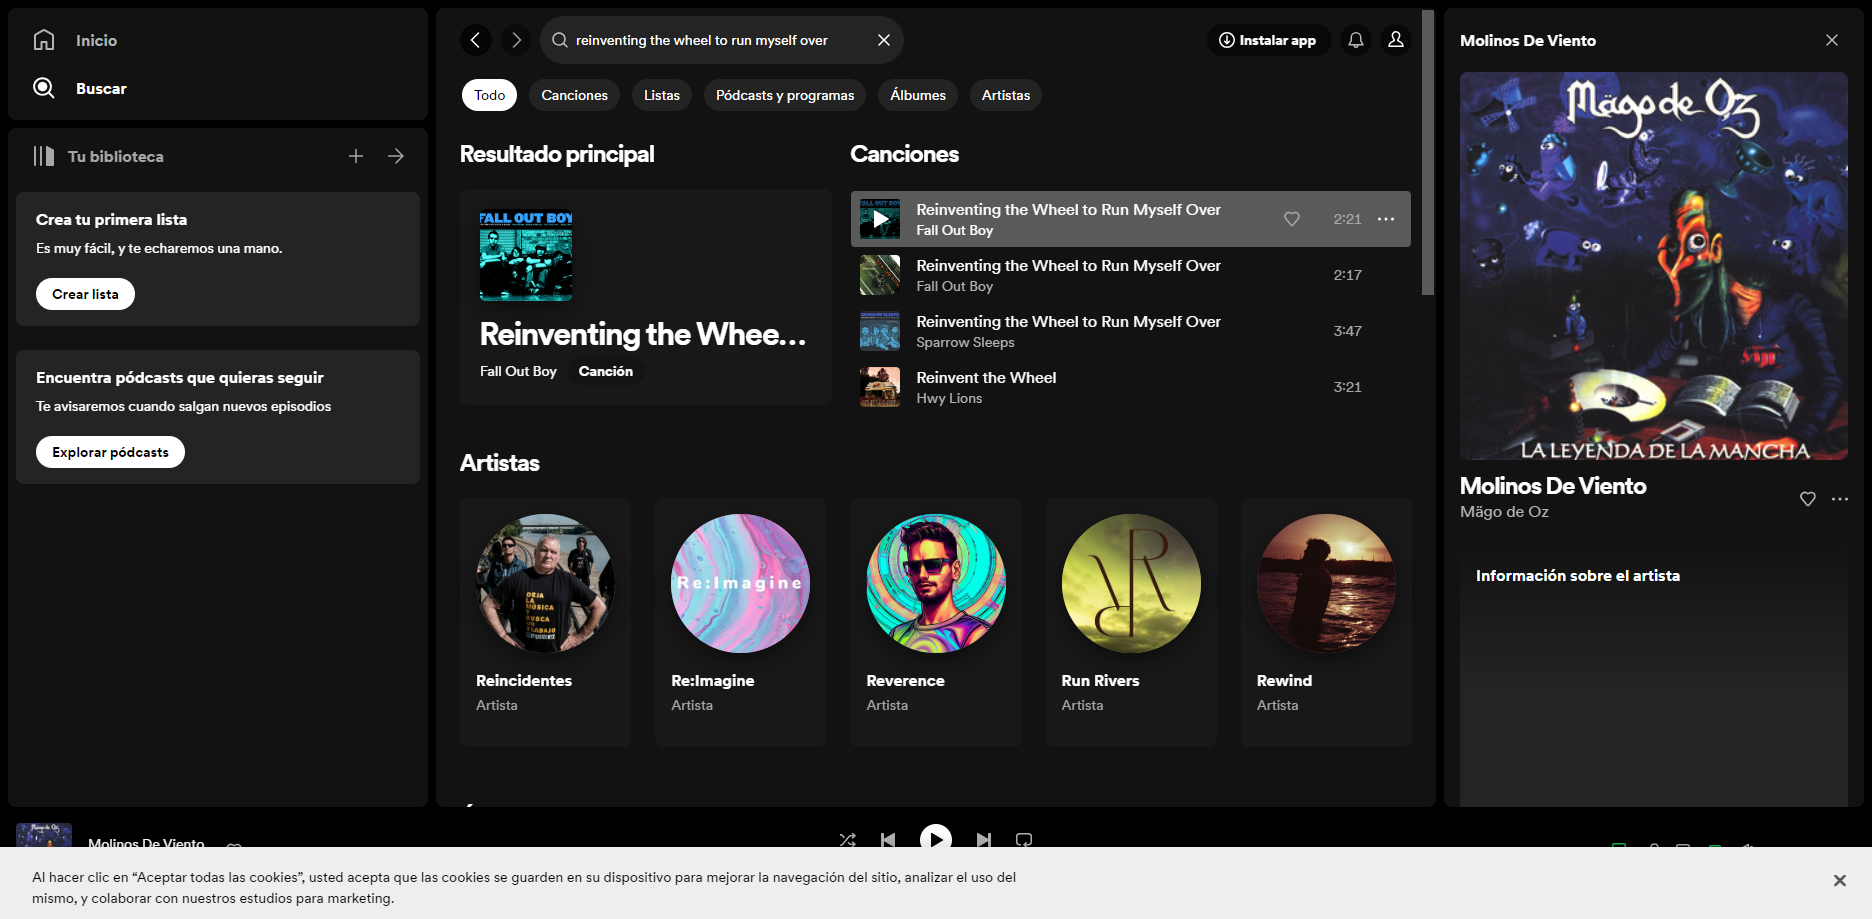 Inicio
Buscar
Tu biblioteca
Crea tu primera lista
Es muy fácil, y te echaremos una mano.
Crear lista
Encuentra pódcasts que quieras seguir
Te avisaremos cuando salgan nuevos episodios
Explorar pódcasts
reinventing the wheel to run myself over
Instalar app
Todo
Canciones
Listas
Pódcasts y programas
Álbumes
Artistas
Resultado principal
FALL OUT BOY
Reinventing the Whee...
Fall Out Boy
Canción
Canciones
Reinventing the Wheel to Run Myself Over
Fall Out Boy
2:21
Reinventing the Wheel to Run Myself Over
Fall Out Boy
2:17
Reinventing the Wheel to Run Myself Over
Sparrow Sleeps
3:47
Reinvent the Wheel
Hwy Lions
3:21
Artistas
DEJA
LA
MÚSICA
Y
BUSCA
UN
TRABAJO
Reincidentes
Artista
Re:Imagine
Re:Imagine
Artista
Reverence
Artista
Run Rivers
Artista
Rewind
Artista
Molinos De Viento
Mägo de Oz
LA LEYENDA DE LA MANCHA
Molinos De Viento
Mägo de Oz
Información sobre el artista
Mägo de Oz
Molinos De Viento
Al hacer clic en “Aceptar todas las cookies”, usted acepta que las cookies se guarden en su dispositivo para mejorar la navegación del sitio, analizar el uso del
mismo, y colaborar con nuestros estudios para marketing.